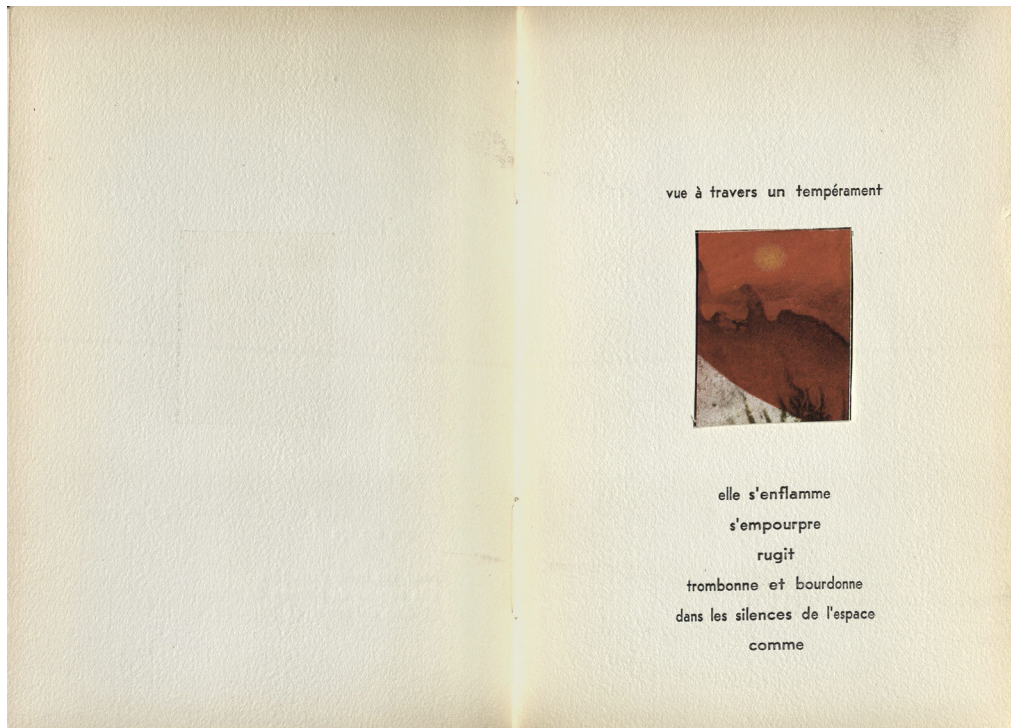 vue à travers un tempérament
elle s'enflamme
s'empourpre
rugit
trombonne et bourdonne
dans les silences de l'espace
comme